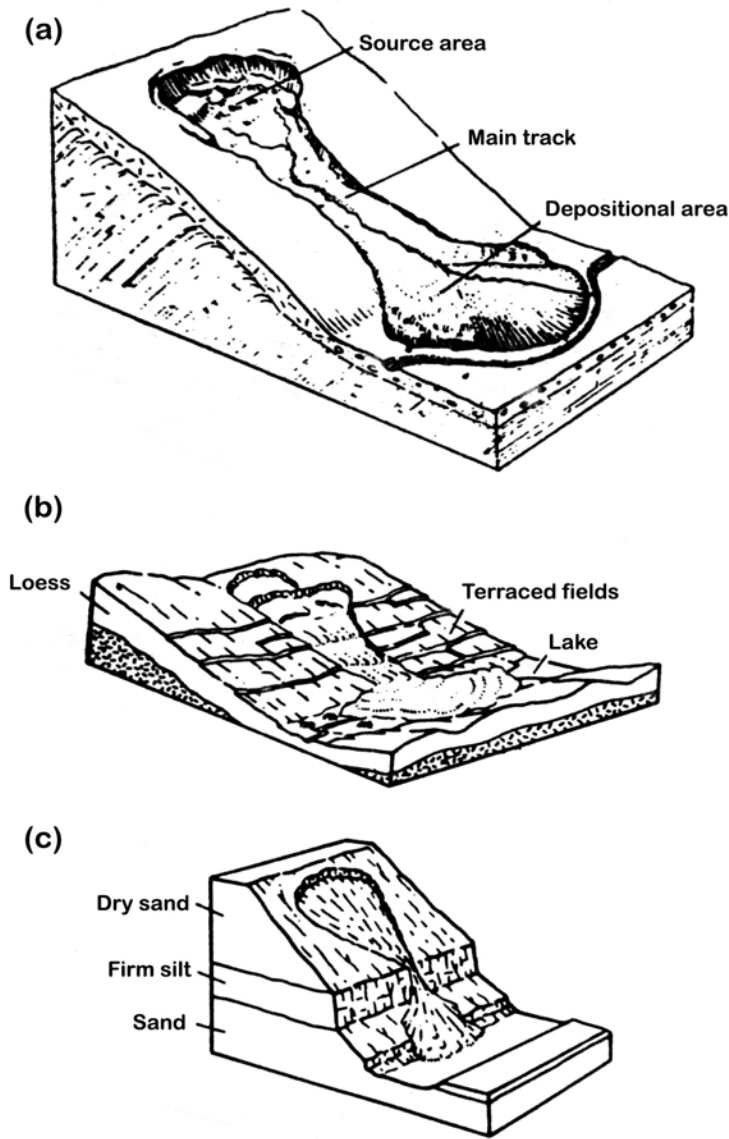 (a)
Source area
Main track
Depositional area
(b)
Loess
Terraced fields
Lake
(c)
Dry sand
Firm silt
Sand